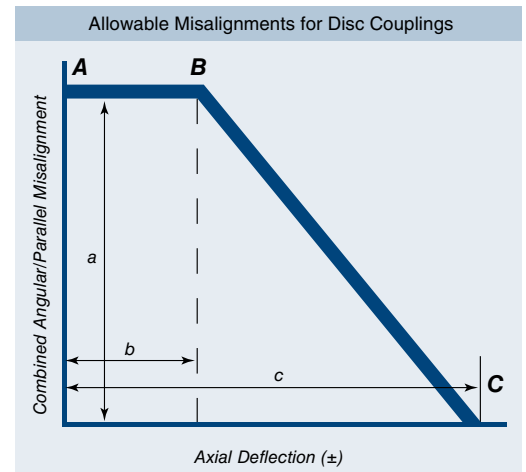 Allowable Misalignments for Disc Couplings
A B
Combined Angular/Parallel Misalignment
a
b
c
C
Axial Deflection (±)